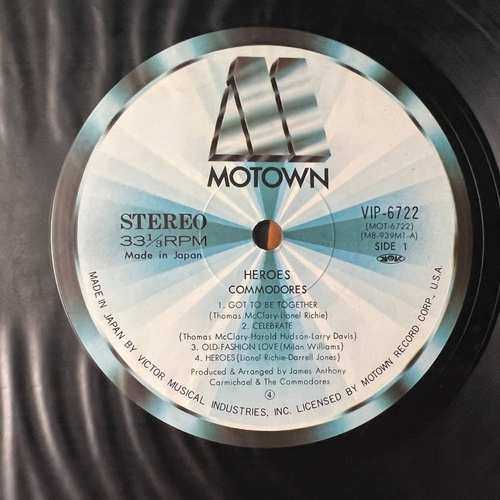 MOTOWN
STEREO
33⅓RPM
Made in Japan
VIP-6722
(MOT-6722)
(M8-939M1-A)
SIDE 1
HEROES
COMMODORES
1. GOT TO BE TOGETHER
(Thomas McClary-Lionel Richie)
2. CELEBRATE
(Thomas McClary-Harold Hudson-Larry Davis)
3. OLD-FASHION LOVE (Milan Williams)
4. HEROES (Lionel Richie-Darrell Jones)
Produced & Arranged by James Anthony
Carmichael & The Commodores
4
MADE IN JAPAN BY VICTOR MUSICAL INDUSTRIES, INC. LICENSED BY MOTOWN RECORD CORP., U.S.A.